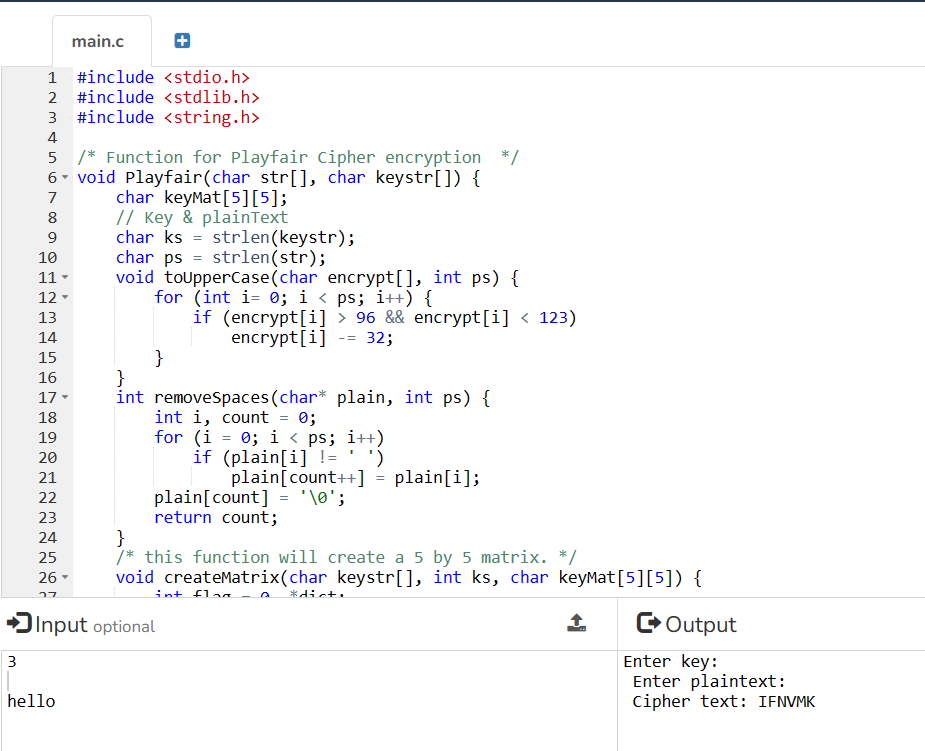 main.c
1 #include <stdio.h>
2 #include <stdlib.h>
3 #include <string.h>
4
5 /* Function for Playfair Cipher encryption  */
6 void Playfair(char str[], char keystr[]) {
7     char keyMat[5][5];
8     // Key & plainText
9     char ks = strlen(keystr);
10     char ps = strlen(str);
11     void toUpperCase(char encrypt[], int ps) {
12         for (int i= 0; i < ps; i++) {
13             if (encrypt[i] > 96 && encrypt[i] < 123)
14                 encrypt[i] -= 32;
15         }
16     }
17     int removeSpaces(char* plain, int ps) {
18         int i, count = 0;
19         for (i = 0; i < ps; i++)
20             if (plain[i] != ' ')
21                 plain[count++] = plain[i];
22         plain[count] = '\0';
23         return count;
24     }
25     /* this function will create a 5 by 5 matrix. */
26     void createMatrix(char keystr[], int ks, char keyMat[5][5]) {
27         int flag = 0, *dict;
Input optional
3
hello
Output
Enter key:
 Enter plaintext:
 Cipher text: IFNVMK